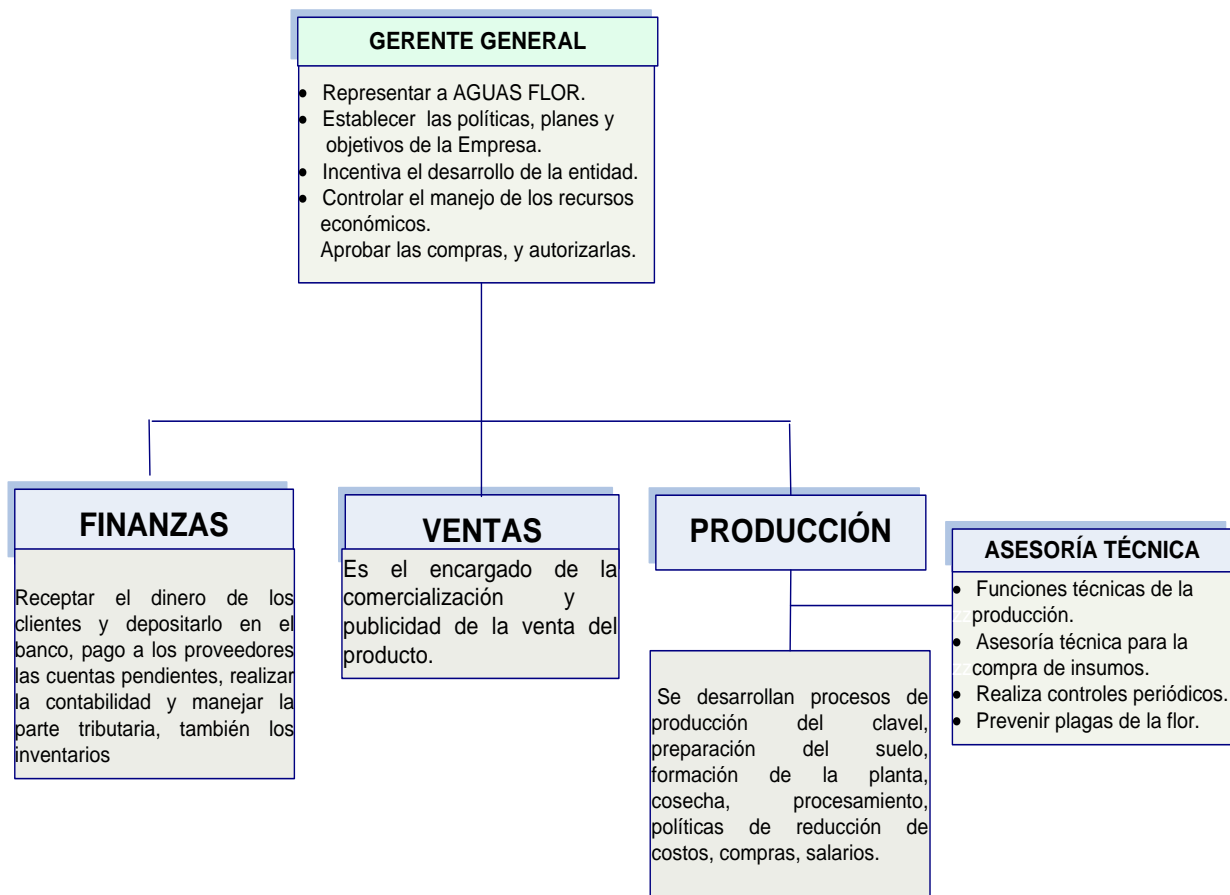 GERENTE GENERAL
• Representar a AGUAS FLOR.
• Establecer las políticas, planes y
objetivos de la Empresa.
• Incentiva el desarrollo de la entidad.
• Controlar el manejo de los recursos
económicos.
Aprobar las compras, y autorizarlas.
FINANZAS
Receptar el dinero de los
clientes y depositarlo en el
banco, pago a los proveedores
las cuentas pendientes, realizar
la contabilidad y manejar la
parte tributaria, también los
inventarios
VENTAS
Es el encargado de la
comercialización y
publicidad de la venta del
producto.
PRODUCCIÓN
Se desarrollan procesos de
producción del clavel,
preparación del suelo,
formación de la planta,
cosecha, procesamiento,
políticas de reducción de
costos, compras, salarios.
ASESORÍA TÉCNICA
• Funciones técnicas de la
zzproducción.
• Asesoría técnica para la
zzcompra de insumos.
• Realiza controles periódicos.
• Prevenir plagas de la flor.